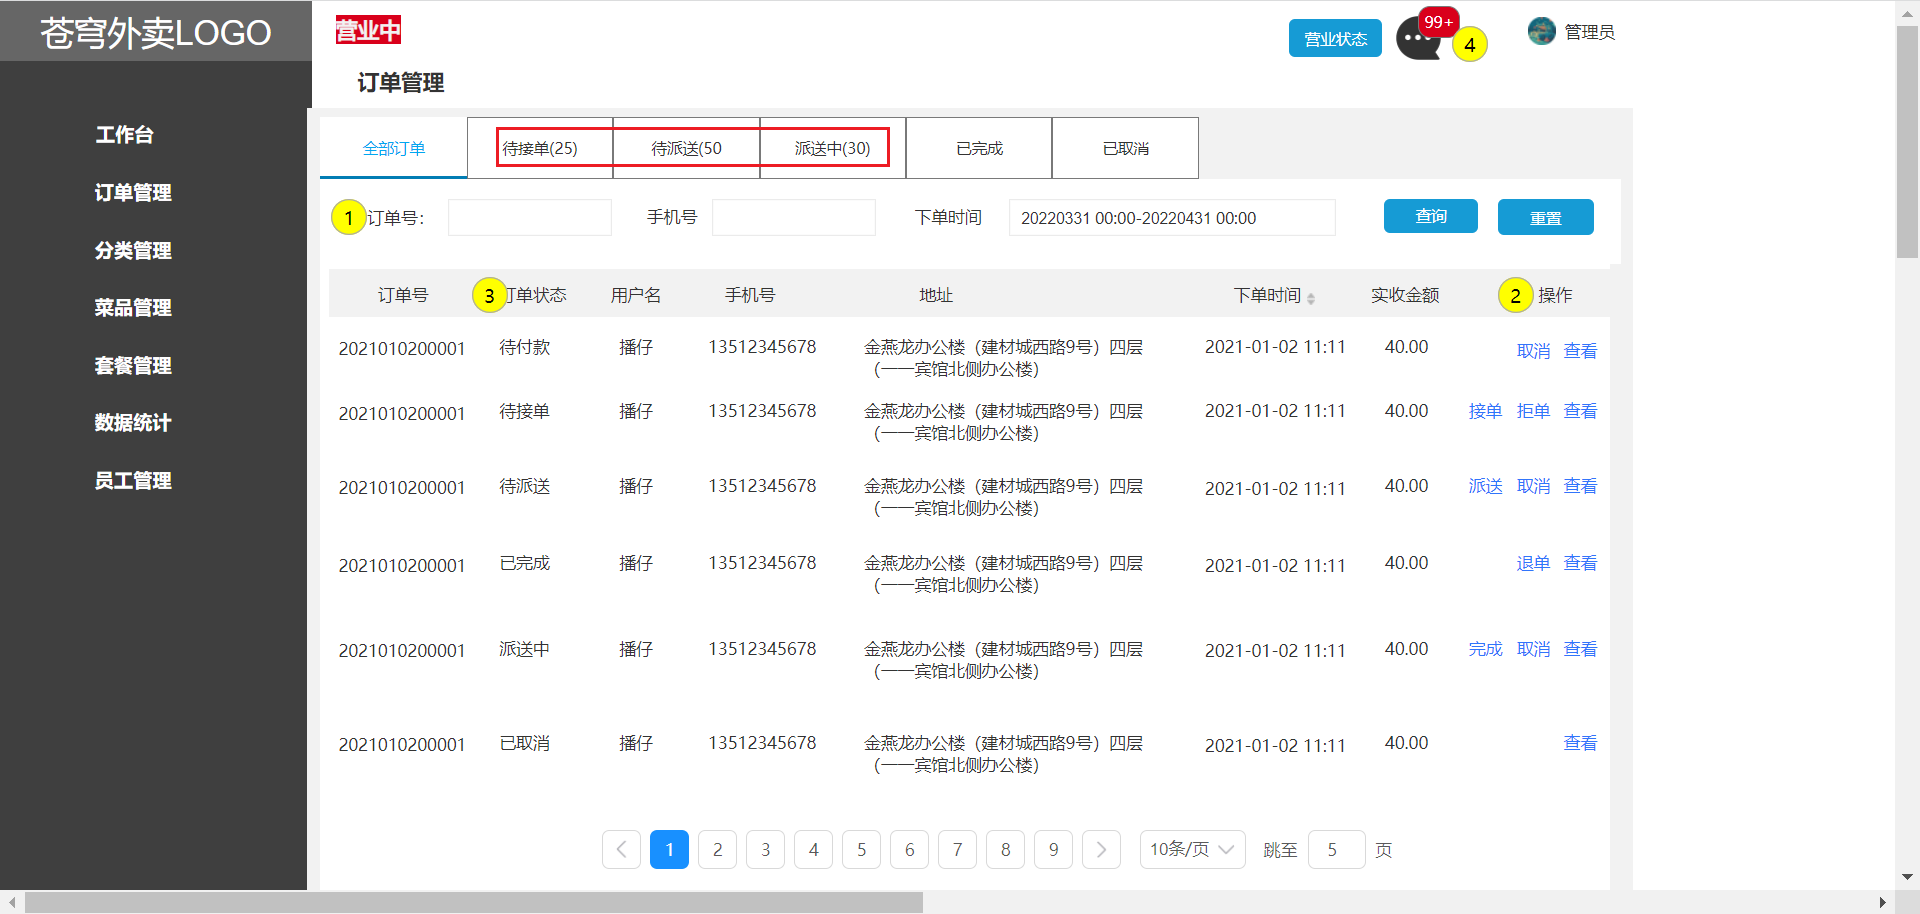 苍穹外卖LOGO
营业中
营业状态
99+
4
管理员
订单管理
工作台
订单管理
分类管理
菜品管理
套餐管理
数据统计
员工管理
全部订单
待接单(25)
待派送(50
派送中(30)
已完成
已取消
1
订单号:
手机号
下单时间
20220331 00:00-20220431 00:00
查询
重置
订单号
3
订单状态
用户名
手机号
地址
下单时间
实收金额
2
操作
2021010200001 待付款 播仔 13512345678 金燕龙办公楼（建材城西路9号）四层 2021-01-02 11:11 40.00 取消 查看
（一一宾馆北侧办公楼）
2021010200001 待接单 播仔 13512345678 金燕龙办公楼（建材城西路9号）四层 2021-01-02 11:11 40.00 接单 拒单 查看
（一一宾馆北侧办公楼）
2021010200001 待派送 播仔 13512345678 金燕龙办公楼（建材城西路9号）四层 2021-01-02 11:11 40.00 派送 取消 查看
（一一宾馆北侧办公楼）
2021010200001 已完成 播仔 13512345678 金燕龙办公楼（建材城西路9号）四层 2021-01-02 11:11 40.00 退单 查看
（一一宾馆北侧办公楼）
2021010200001 派送中 播仔 13512345678 金燕龙办公楼（建材城西路9号）四层 2021-01-02 11:11 40.00 完成 取消 查看
（一一宾馆北侧办公楼）
2021010200001 已取消 播仔 13512345678 金燕龙办公楼（建材城西路9号）四层 2021-01-02 11:11 40.00 查看
（一一宾馆北侧办公楼）
1 2 3 4 5 6 7 8 9 10条/页 跳至 5 页